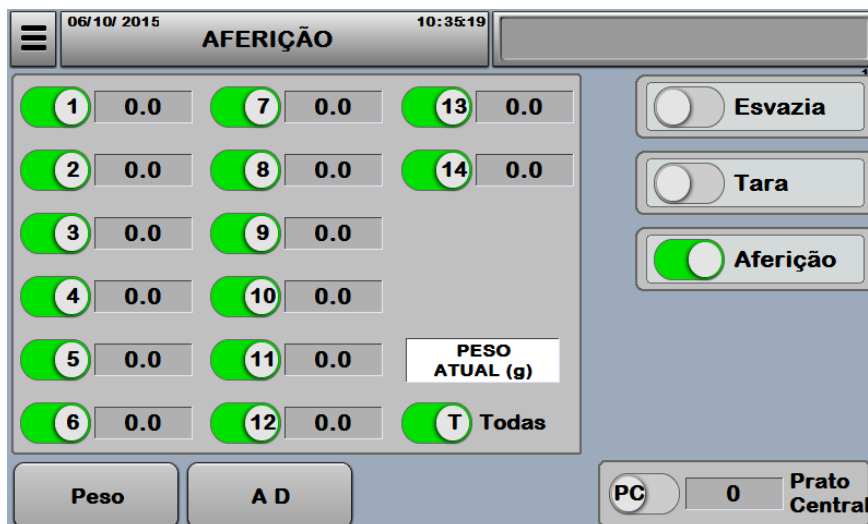 06/10/ 2015
AFERIÇÃO
10:35:19
1 0.0 7 0.0 13 0.0
2 0.0 8 0.0 14 0.0
3 0.0 9 0.0
4 0.0 10 0.0
5 0.0 11 0.0
PESO
ATUAL (g)
6 0.0 12 0.0 T Todas
Esvazia
Tara
Aferição
Peso
A D
PC 0 Prato
Central